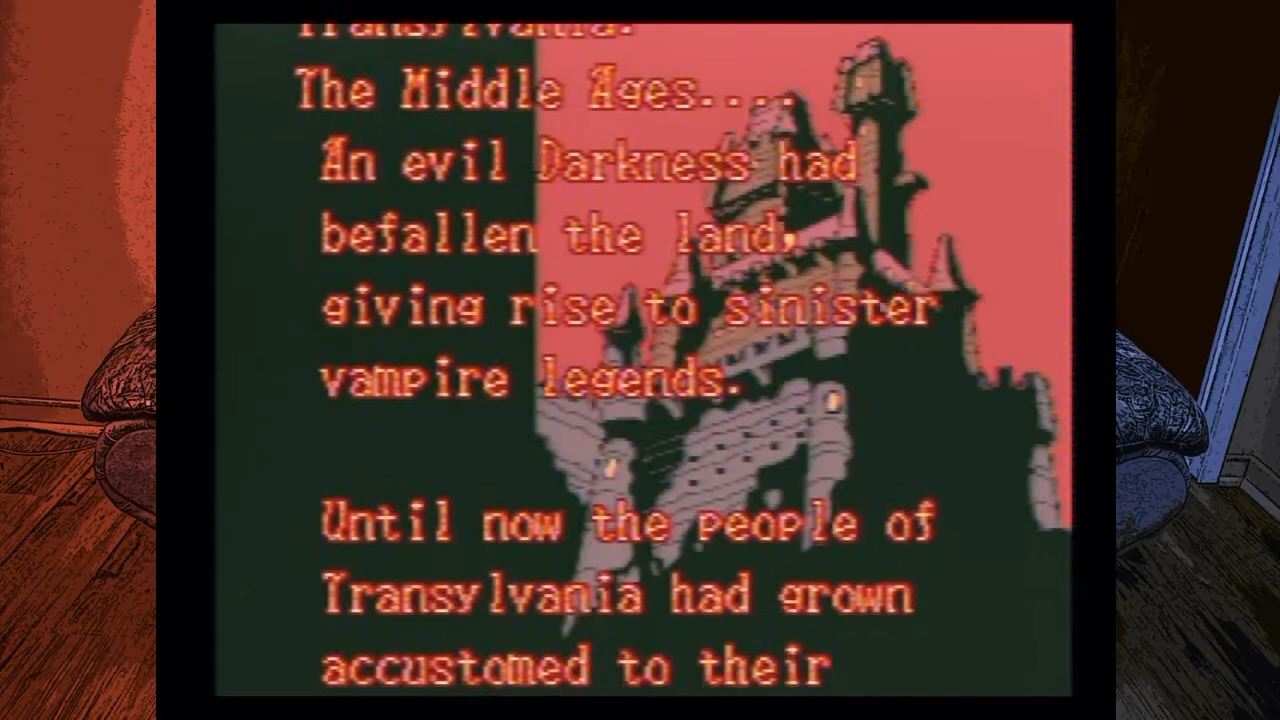 Transylvania.
The Middle Ages....
An evil Darkness had
befallen the land,
giving rise to sinister
vampire legends.
Until now the people of
Transylvania had grown
accustomed to their